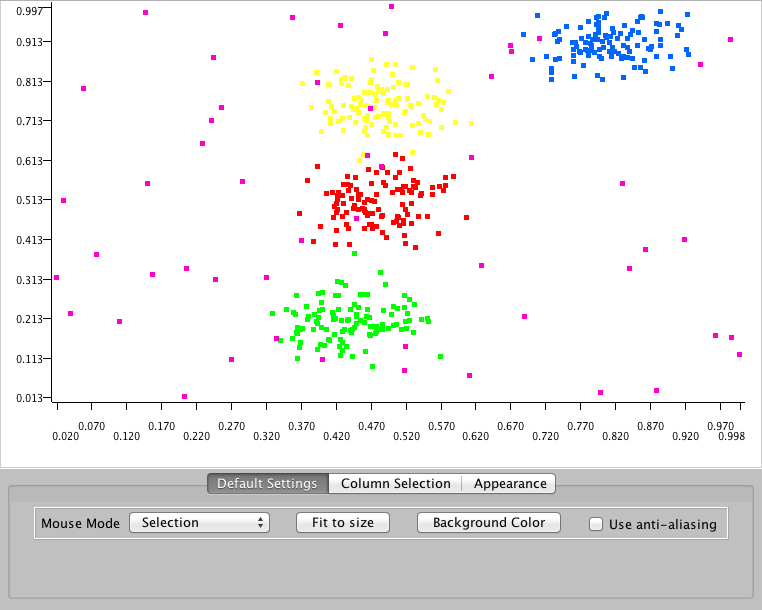 0.997
0.913
0.813
0.713
0.613
0.513
0.413
0.313
0.213
0.113
0.013
0.070 0.170 0.270 0.370 0.470 0.570 0.670 0.770 0.870 0.970
0.020 0.120 0.220 0.320 0.420 0.520 0.620 0.720 0.820 0.920 0.998
Default Settings Column Selection Appearance
Mouse Mode Selection Fit to size Background Color Use anti-aliasing